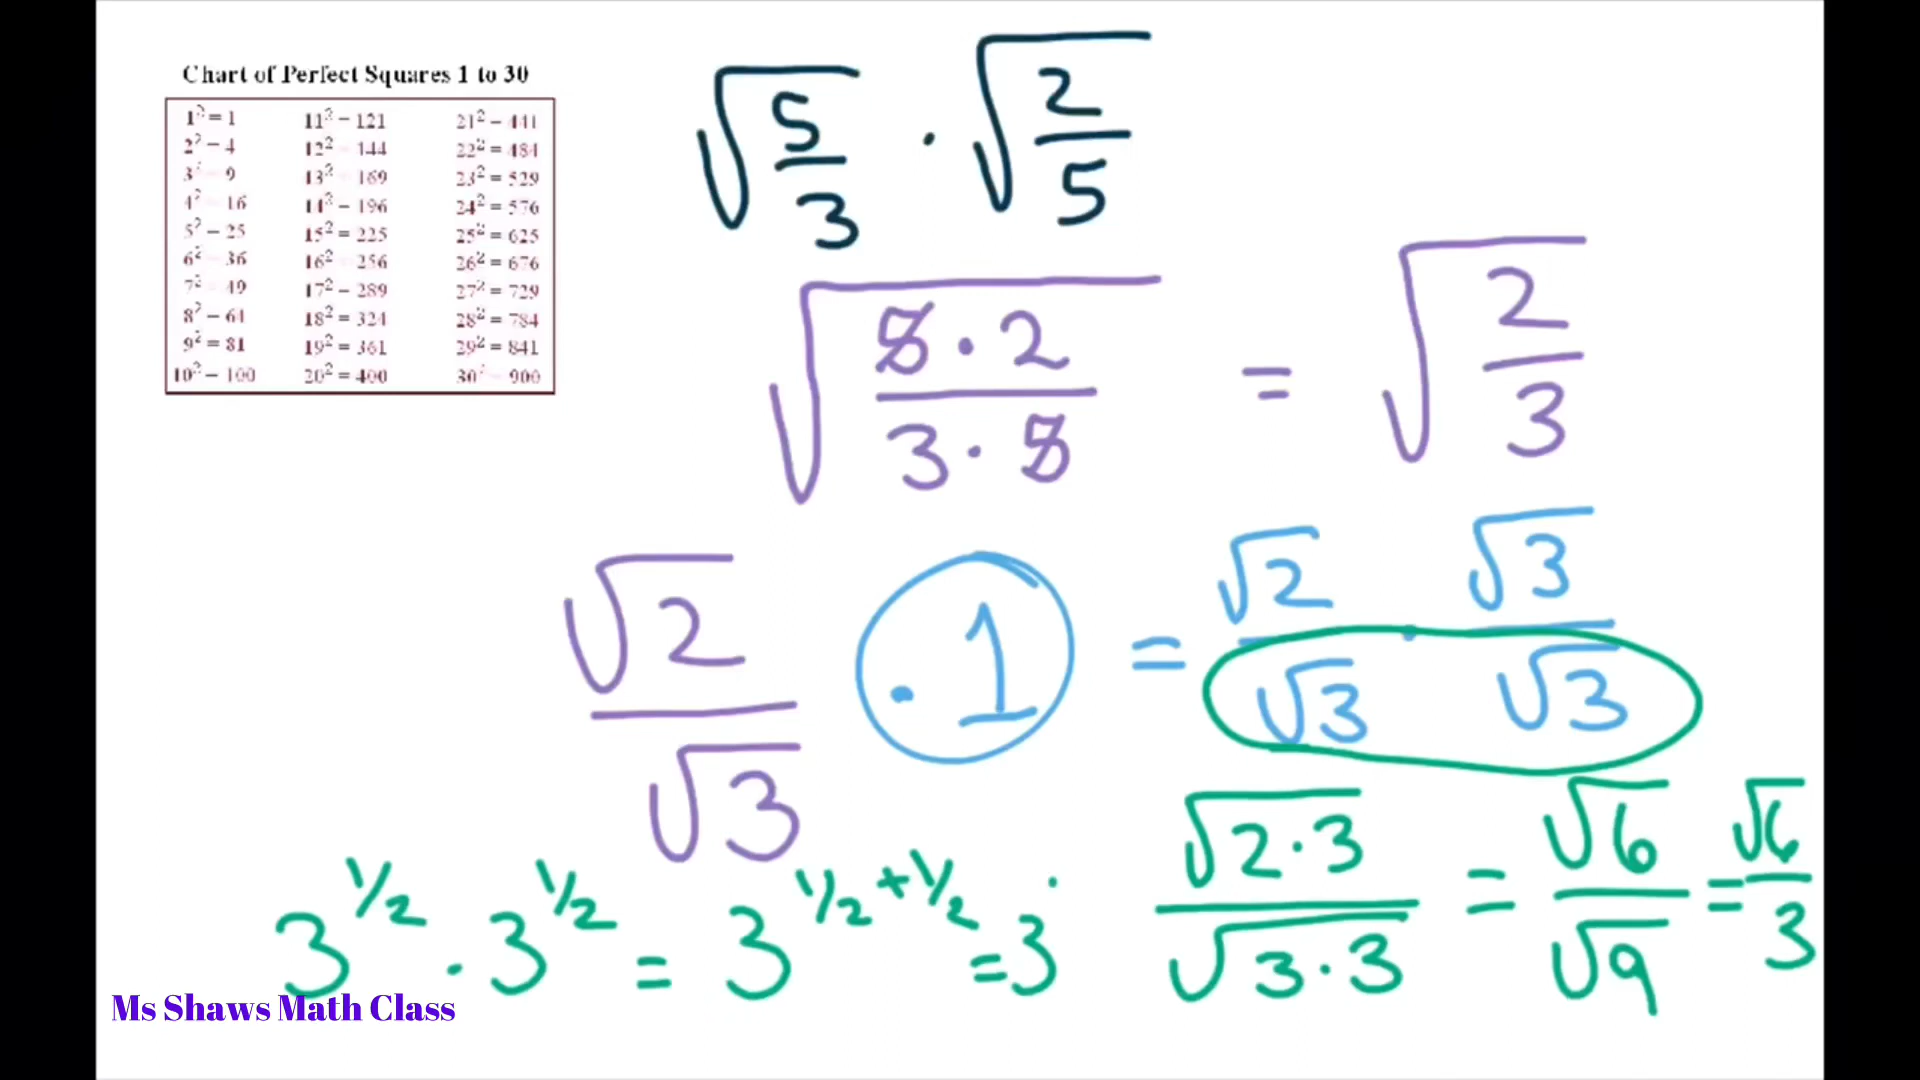 Chart of Perfect Squares 1 to 30
1² = 1 11² - 121 21² - 441
2² - 4 12² - 144 22² = 484
3² - 9 13² - 169 23² = 529
4² - 16 14² - 196 24² = 576
5² - 25 15² = 225 25² = 625
6² - 36 16² - 256 26² = 676
7² - 49 17² - 289 27² = 729
8² - 64 18² = 324 28² = 784
9² = 81 19² = 361 29² = 841
10² - 100 20² = 400 30² - 900
√(5/3) · √(2/5)
√((5 · 2)/(3 · 5)) = √(2/3)
√2/√3 · 1 = √2/√3 · √3/√3
√(2·3)/√(3·3) = √6/√9 = √6/3
3^(1/2) · 3^(1/2) = 3^(1/2 + 1/2) = 3^·
Ms Shaws Math Class